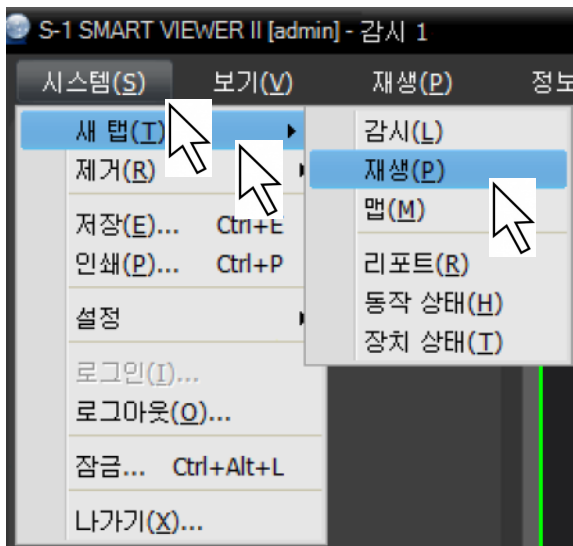 S-1 SMART VIEWER II [admin] - 감시 1
시스템(S) 보기(V) 재생(P) 정보
새 탭(T)
제거(R)
저장(E)... Ctrl+E
인쇄(P)... Ctrl+P
설정
로그인(I)...
로그아웃(O)...
잠금... Ctrl+Alt+L
나가기(X)...
감시(L)
재생(P)
맵(M)
리포트(R)
동작 상태(H)
장치 상태(T)